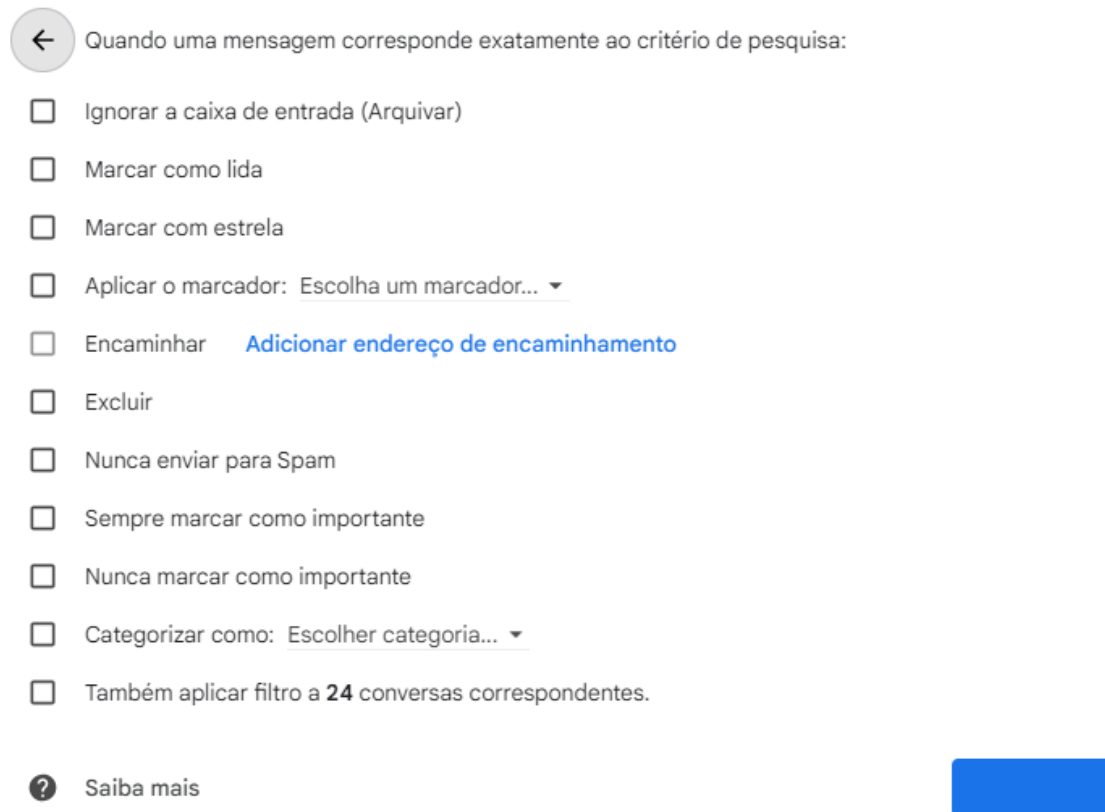 Quando uma mensagem corresponde exatamente ao critério de pesquisa:
Ignorar a caixa de entrada (Arquivar)
Marcar como lida
Marcar com estrela
Aplicar o marcador: Escolha um marcador...
Encaminhar Adicionar endereço de encaminhamento
Excluir
Nunca enviar para Spam
Sempre marcar como importante
Nunca marcar como importante
Categorizar como: Escolher categoria...
Também aplicar filtro a 24 conversas correspondentes.
Saiba mais